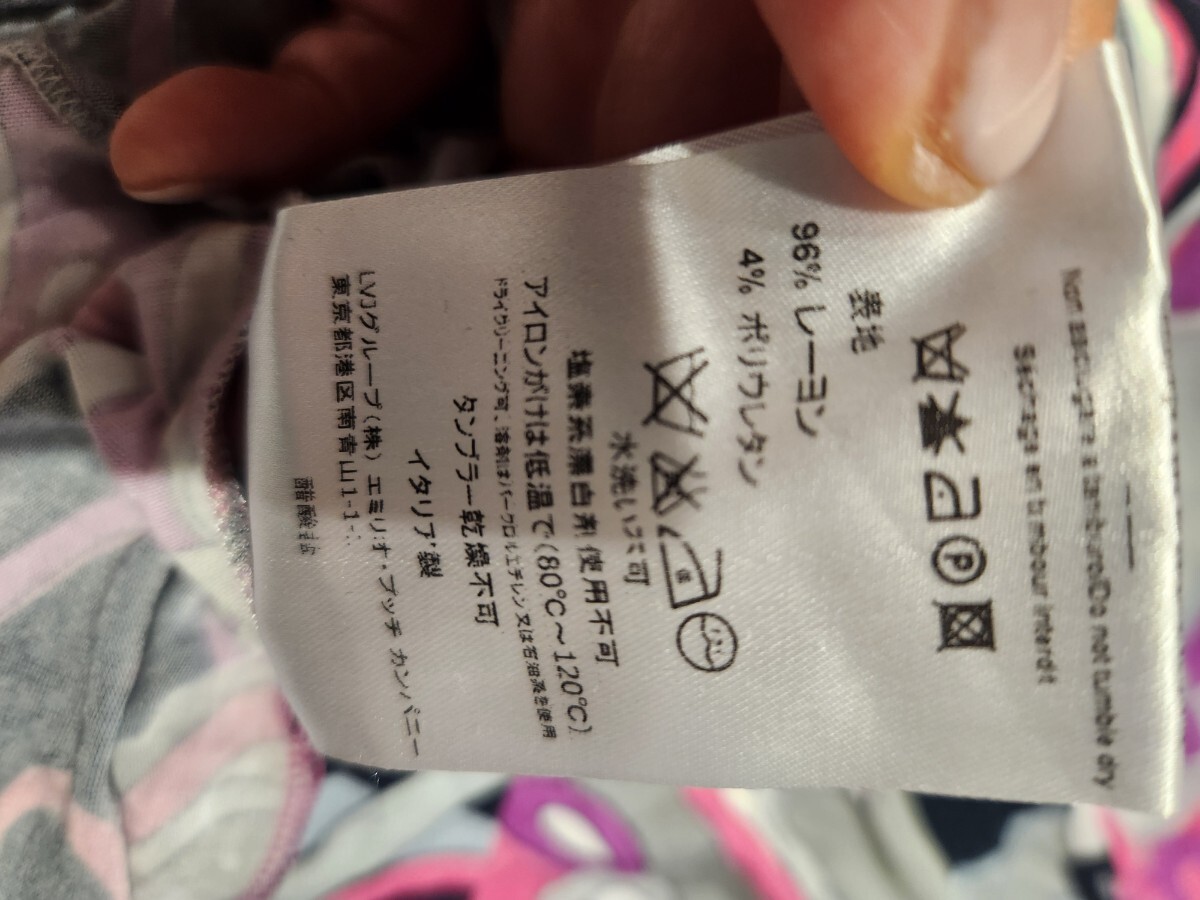 Non asciugare a tamburo/Do not tumble dry
Séchage en tambour interdit
P
表地
96% レーヨン
4% ポリウレタン
水洗い不可
塩素系漂白剤使用不可
アイロンがけは低温で(80℃~120℃)
ドライクリーニング可、溶剤はパークロルエチレン又は石油系を使用
タンブラー乾燥不可
イタリア製
LVJグループ(株) エミリオ・プッチ カンパニー
東京都港区南青山1-1-